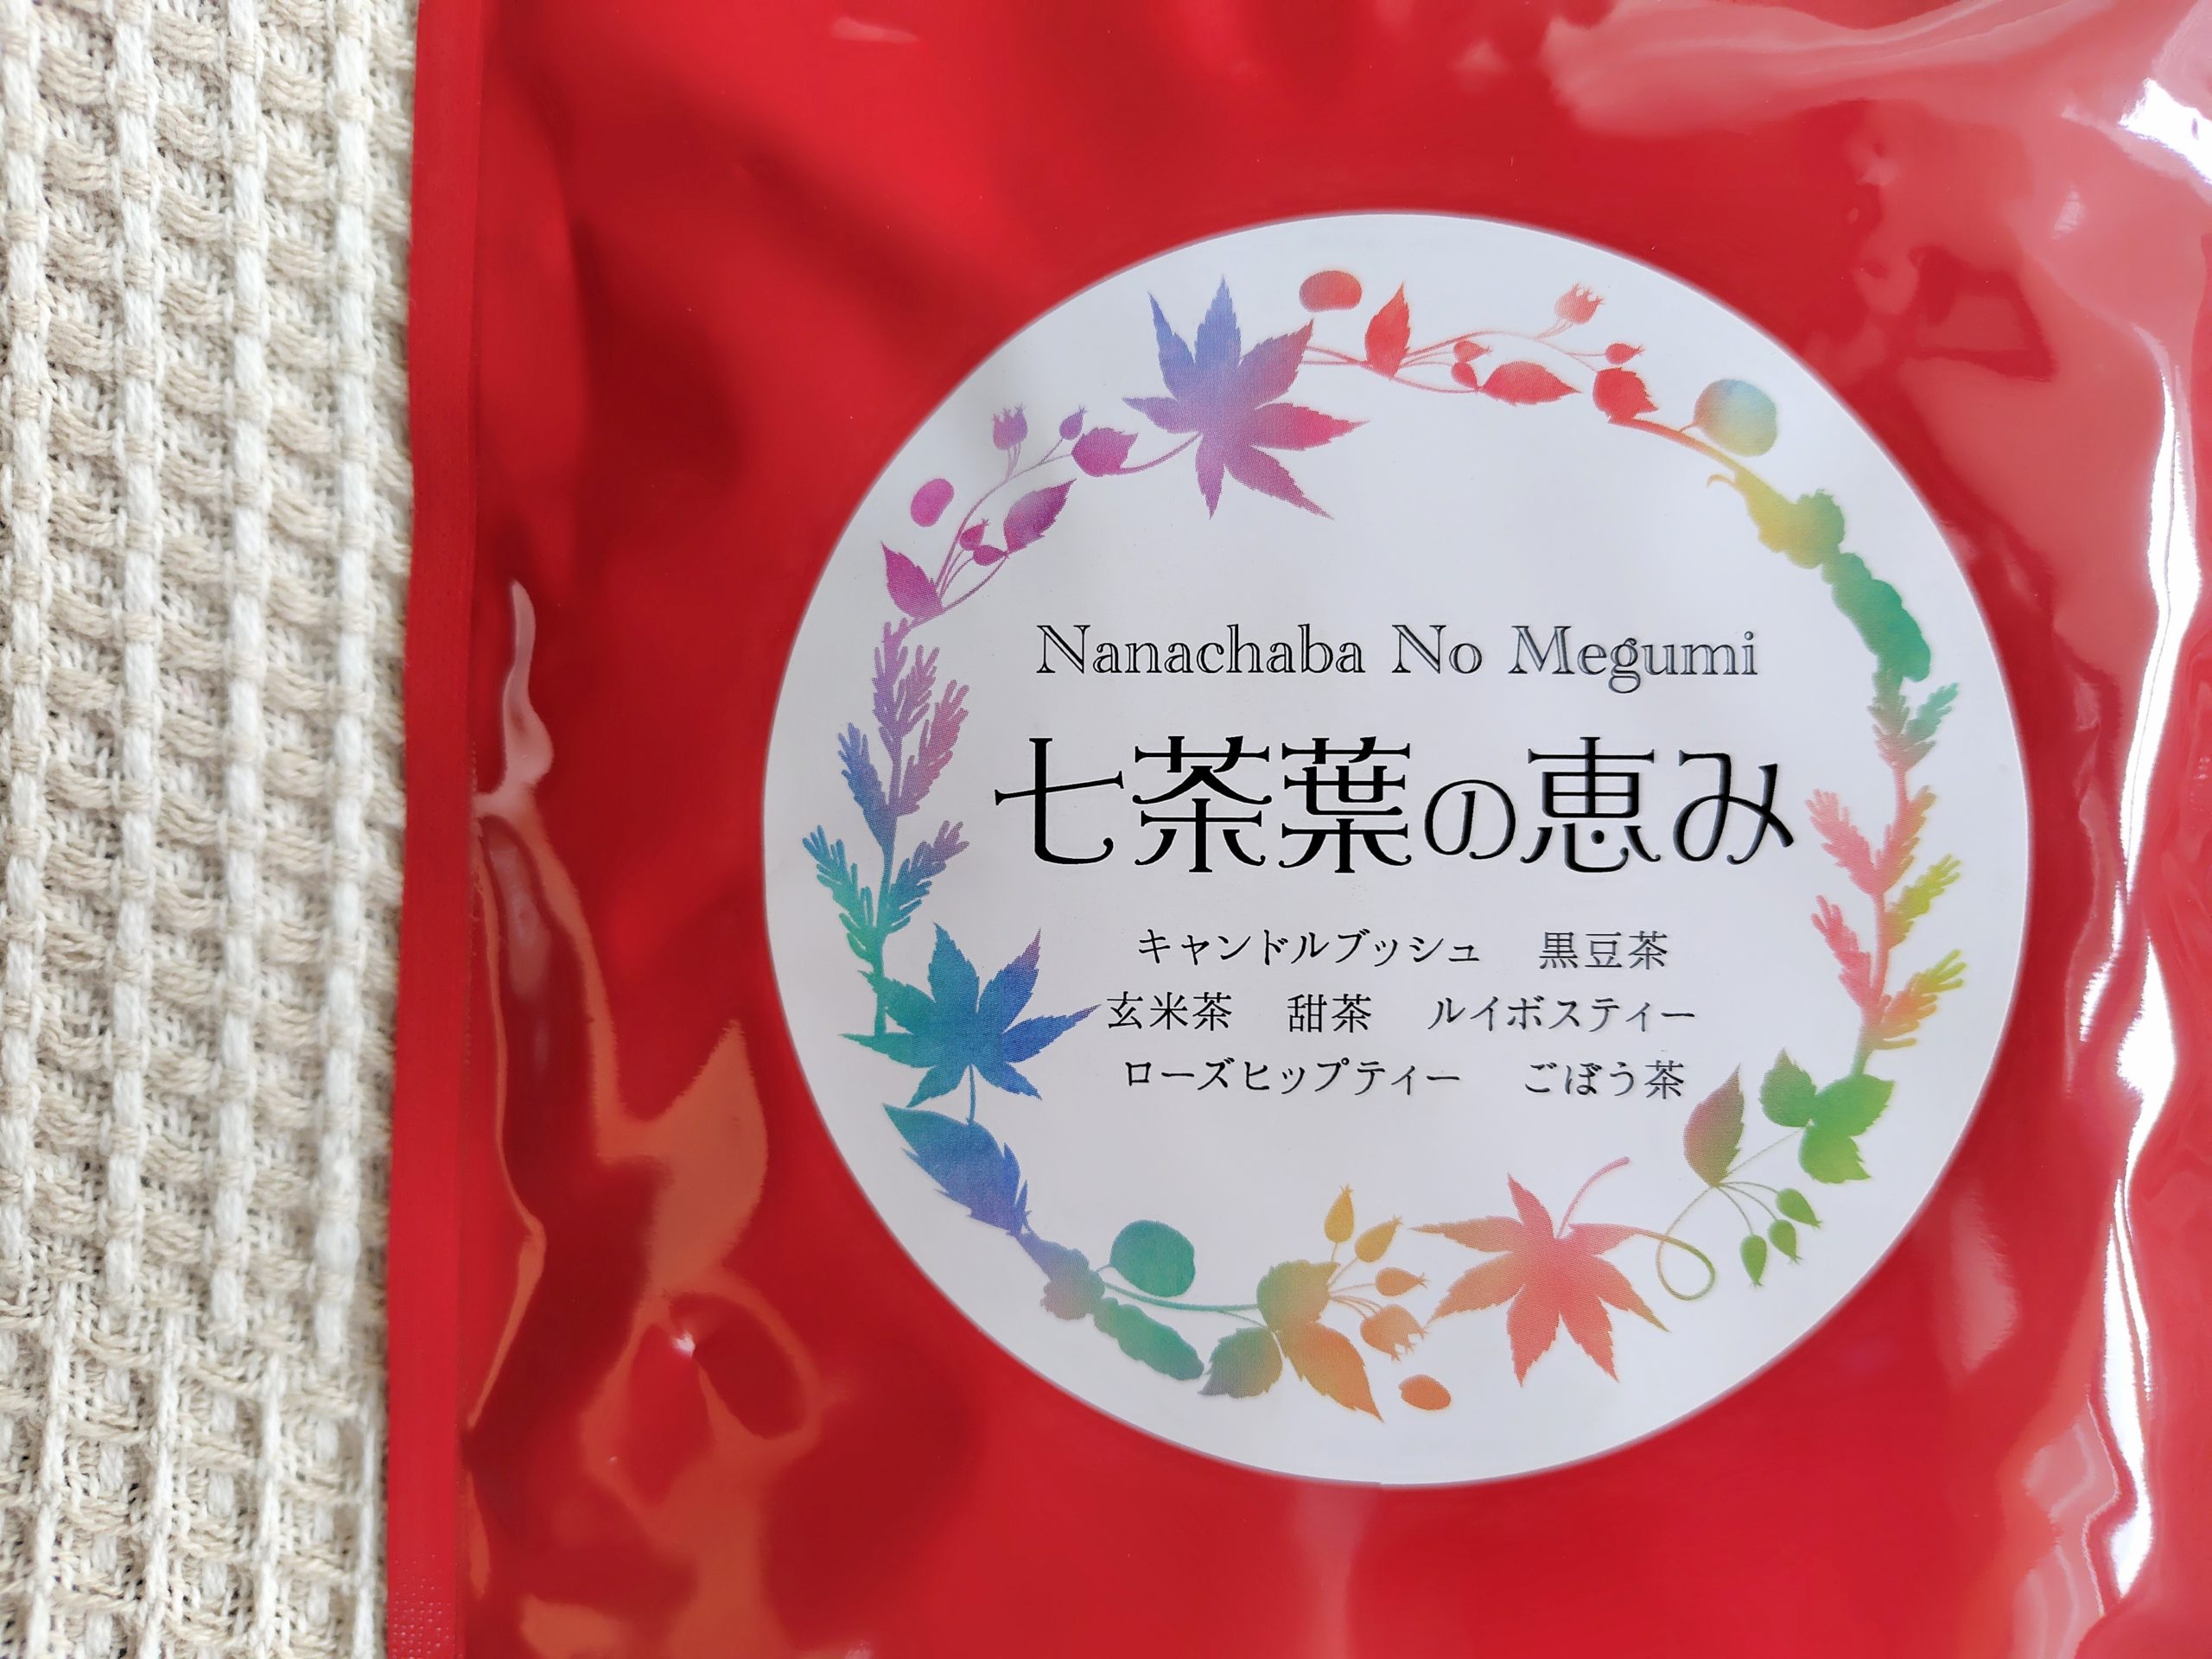 Nanachaba No Megumi
七茶葉の恵み
キャンドルブッシュ 黒豆茶
玄米茶 甜茶 ルイボスティー
ローズヒップティー ごぼう茶